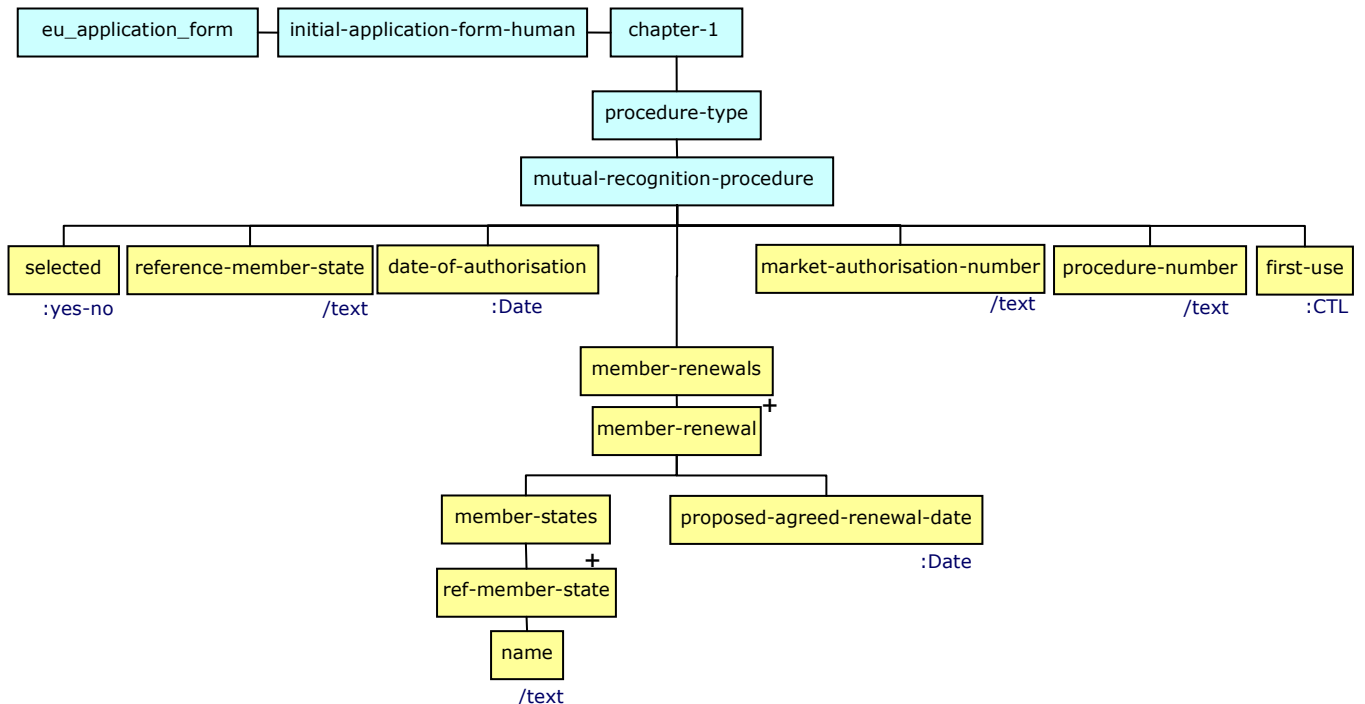 eu_application_form
initial-application-form-human
chapter-1
procedure-type
mutual-recognition-procedure
selected
reference-member-state
date-of-authorisation
market-authorisation-number
procedure-number
first-use
:yes-no
/text
:Date
/text
/text
:CTL
member-renewals
+
member-renewal
member-states
proposed-agreed-renewal-date
+
:Date
ref-member-state
name
/text